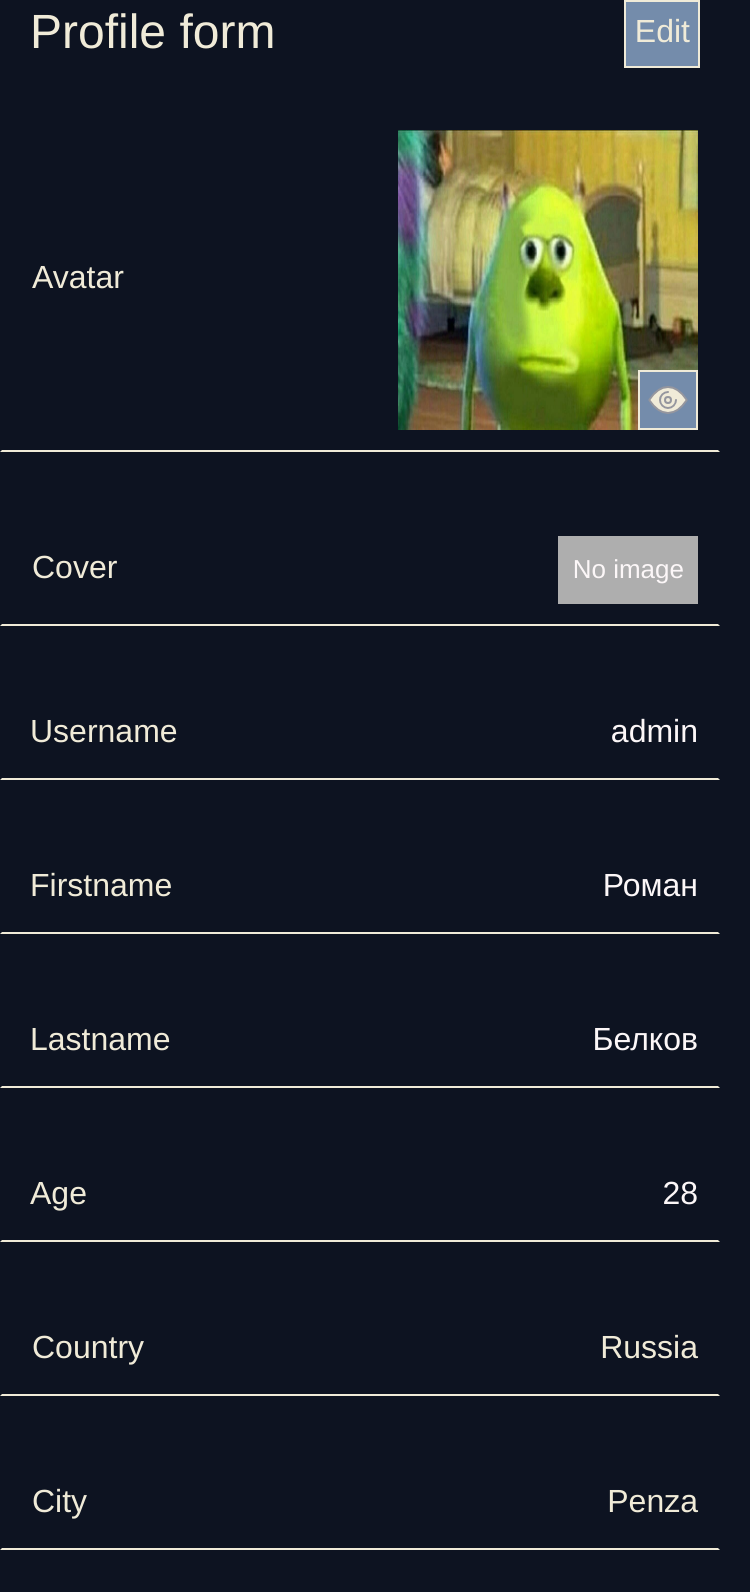 Profile form
Edit
Avatar
Cover
No image
Username
admin
Firstname
Роман
Lastname
Белков
Age
28
Country
Russia
City
Penza